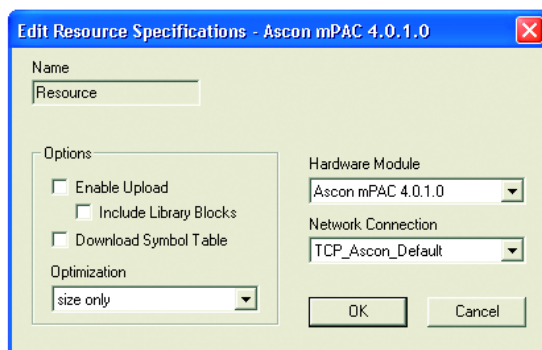 Edit Resource Specifications - Ascon mPAC 4.0.1.0
Name
Resource
Options
Enable Upload
Include Library Blocks
Download Symbol Table
Optimization
size only
Hardware Module
Ascon mPAC 4.0.1.0
Network Connection
TCP_Ascon_Default
OK
Cancel